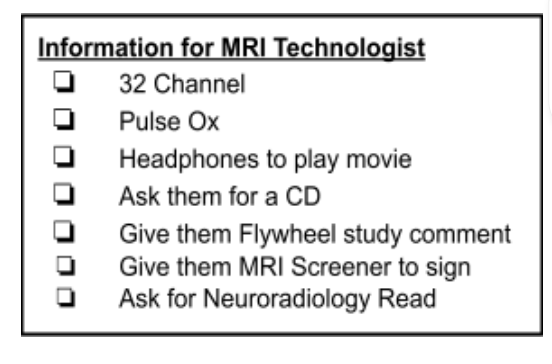 Information for MRI Technologist
❏ 32 Channel
❏ Pulse Ox
❏ Headphones to play movie
❏ Ask them for a CD
❏ Give them Flywheel study comment
❏ Give them MRI Screener to sign
❏ Ask for Neuroradiology Read